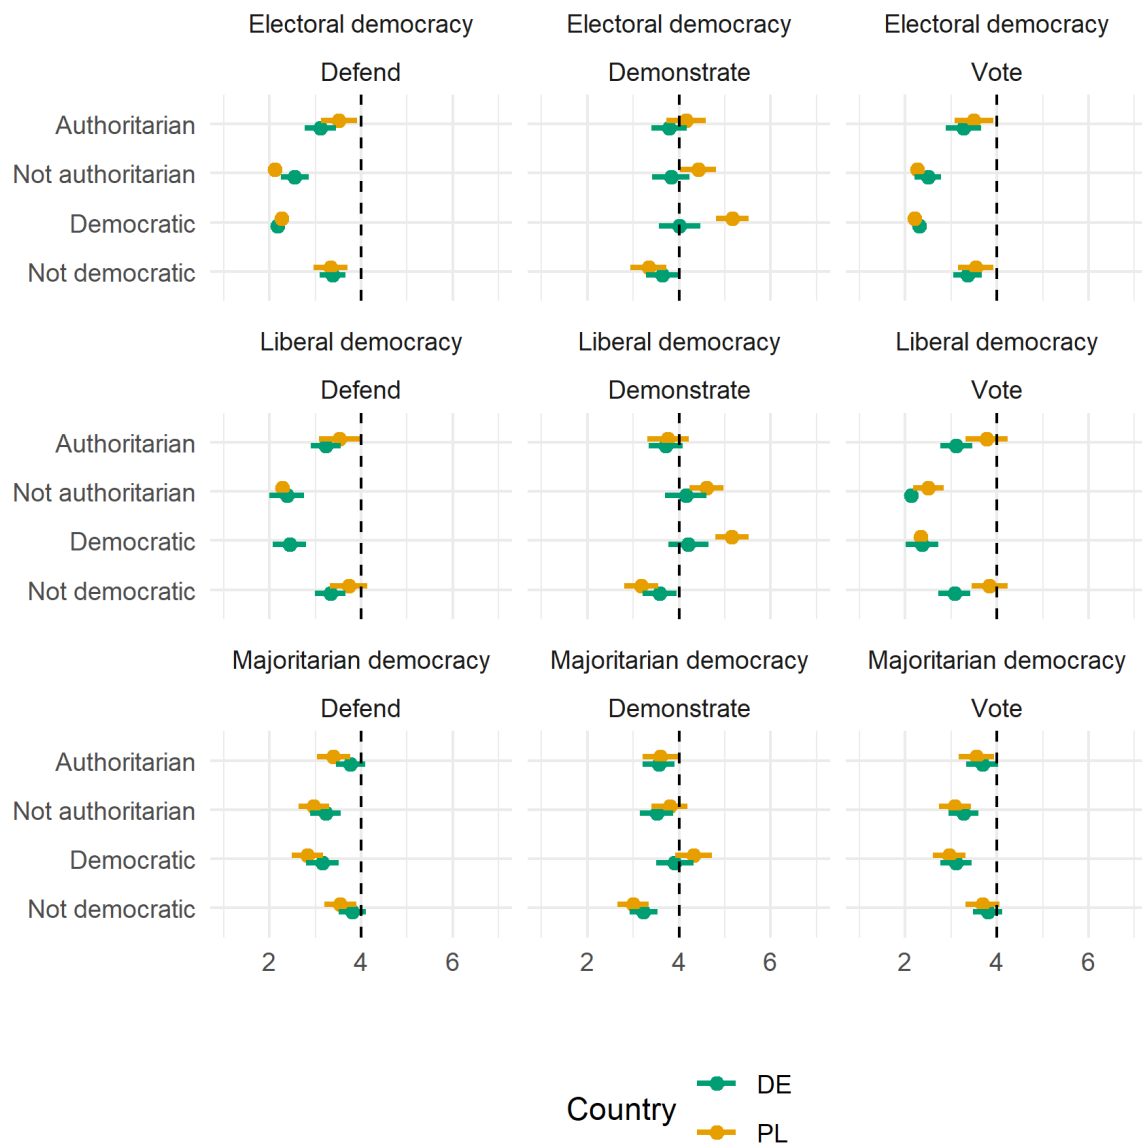 Electoral democracy Electoral democracy Electoral democracy
Defend Demonstrate Vote
Authoritarian
Not authoritarian
Democratic
Not democratic
Liberal democracy Liberal democracy Liberal democracy
Defend Demonstrate Vote
Authoritarian
Not authoritarian
Democratic
Not democratic
Majoritarian democracy Majoritarian democracy Majoritarian democracy
Defend Demonstrate Vote
Authoritarian
Not authoritarian
Democratic
Not democratic
2 4 6 2 4 6 2 4 6
Country
DE
PL